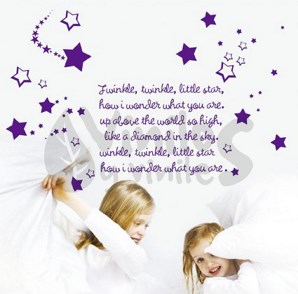 Twinkle, twinkle, little star,
how i wonder what you are.
up above the world so high,
like a diamond in the sky.
winkle, twinkle, little star
how i wonder what you are.